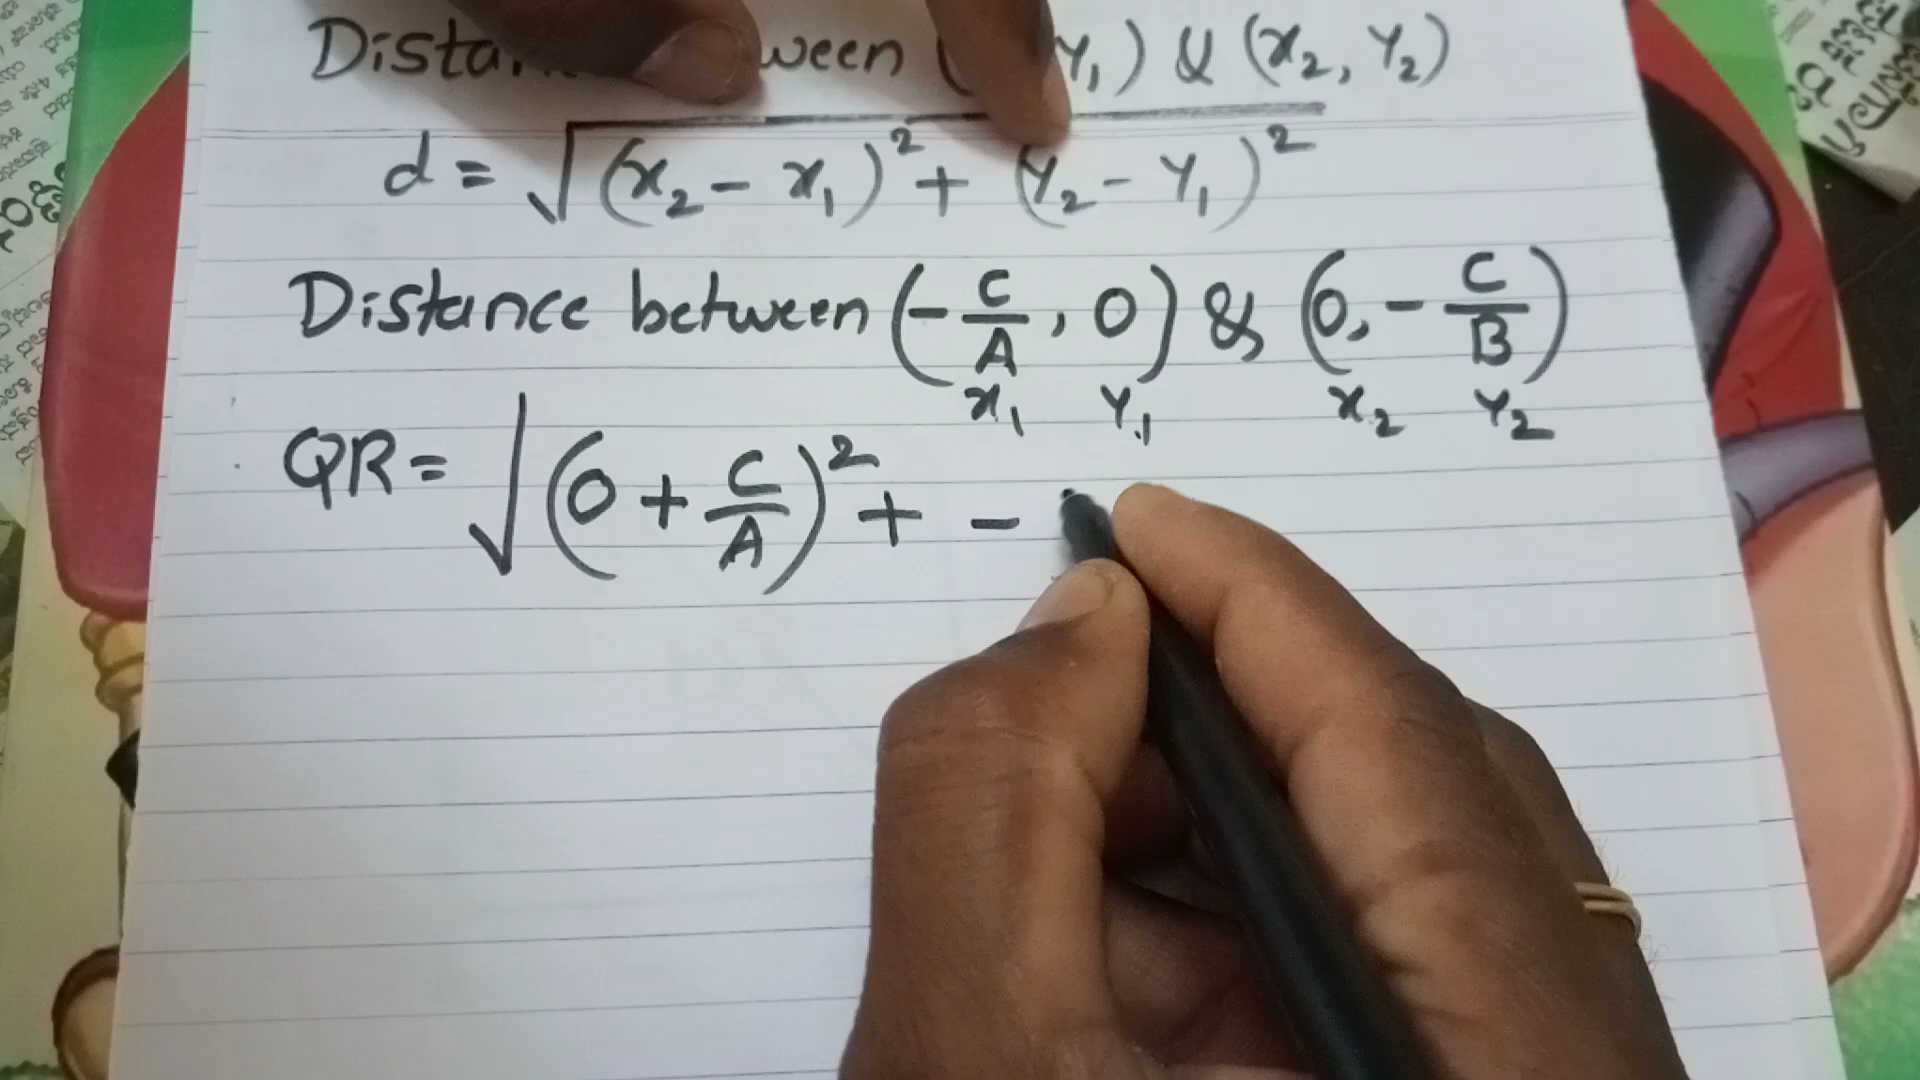 ween Y₁) & (x₂, Y₂)
d = √(x₂ - x₁)² + (Y₂ - Y₁)²
Distance between (-C/A, 0) & (0, -C/B)
x₁ Y₁ x₂ Y₂
QR = √(0 + C/A)² + -